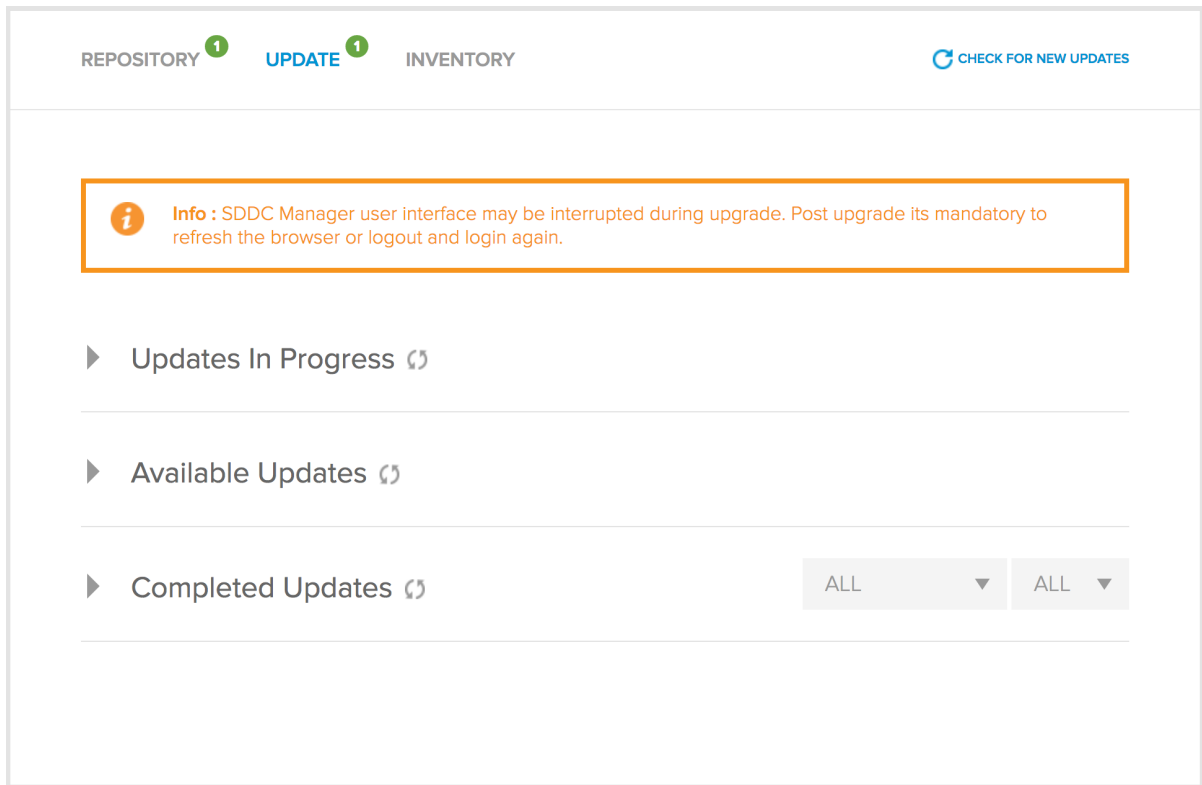 REPOSITORY 1 UPDATE 1 INVENTORY CHECK FOR NEW UPDATES
i Info : SDDC Manager user interface may be interrupted during upgrade. Post upgrade its mandatory to
refresh the browser or logout and login again.
Updates In Progress
Available Updates
Completed Updates ALL ALL